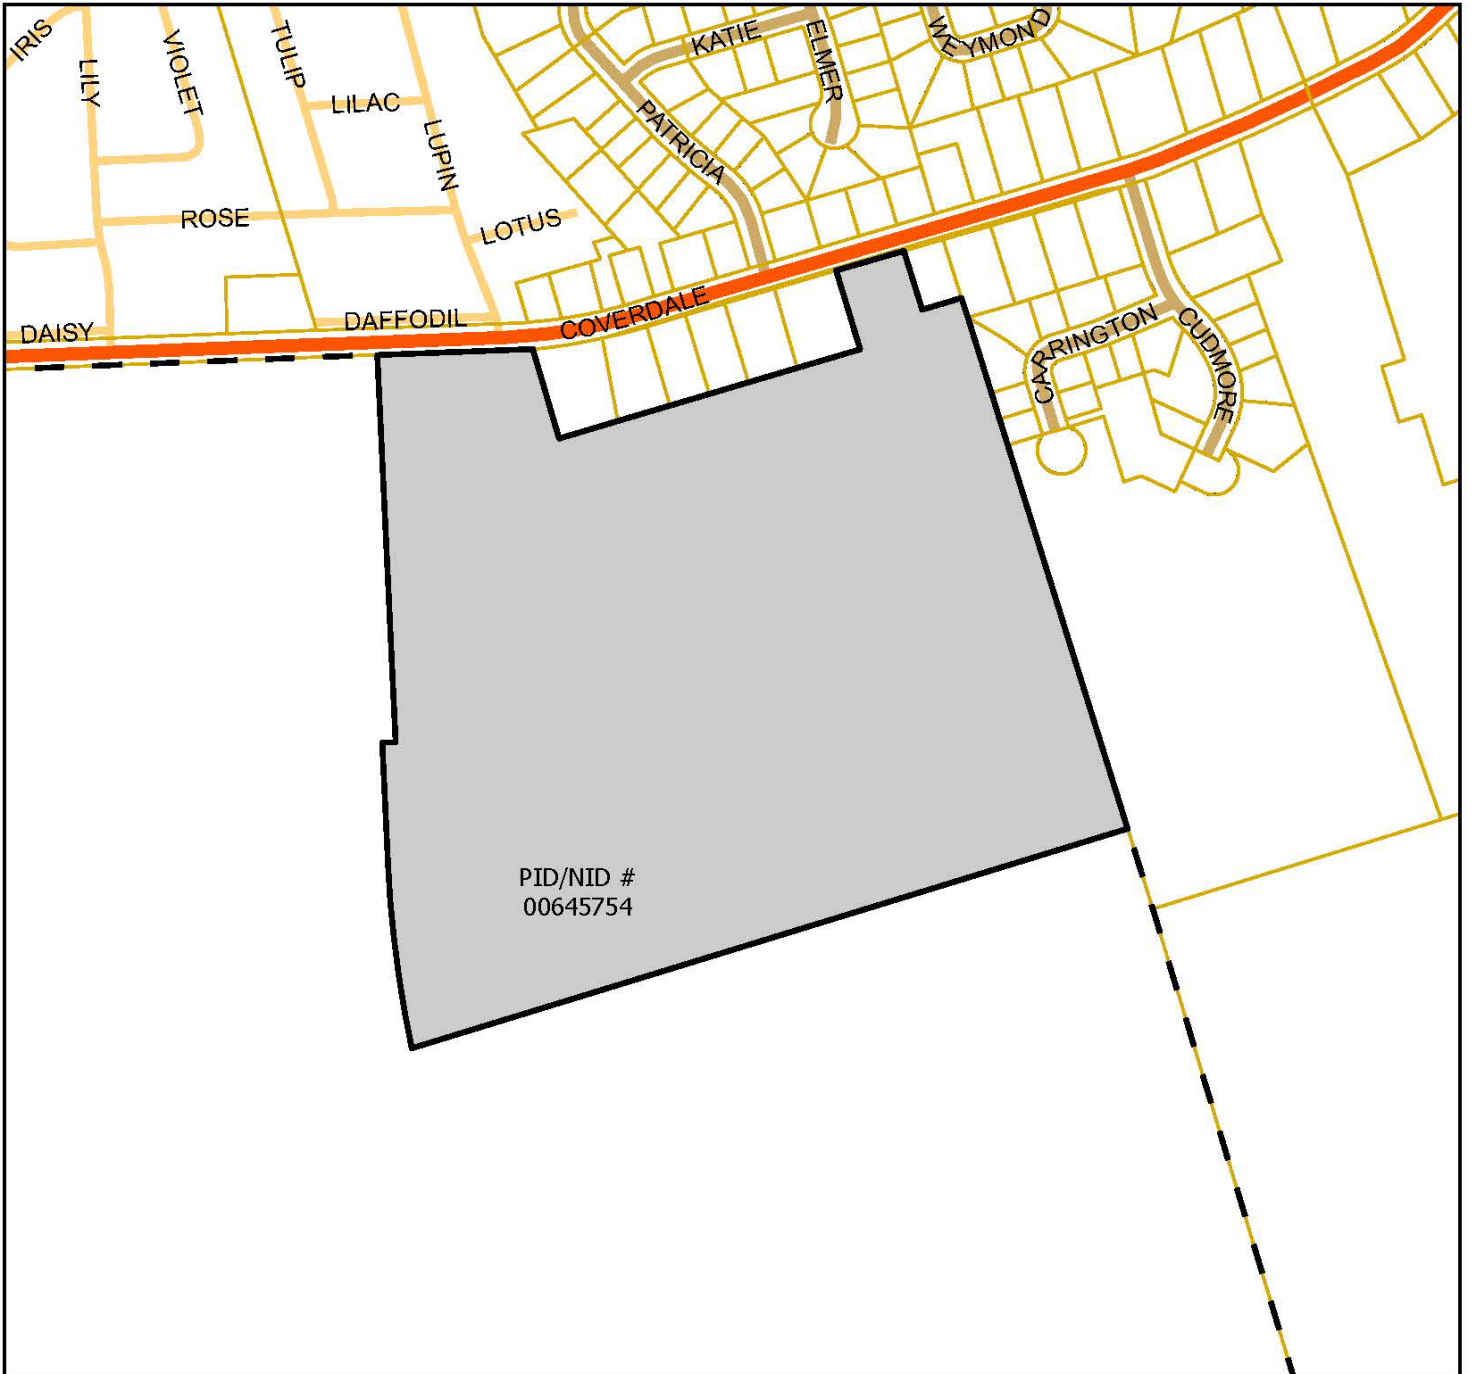 IRIS
LILY
VIOLET
TULIP
LILAC
LUPIN
ROSE
LOTUS
DAISY
DAFFODIL
COVERDALE
KATIE
ELMER
WEYMOND
PATRICIA
CARRINGTON
CUDMORE
PID/NID #
00645754